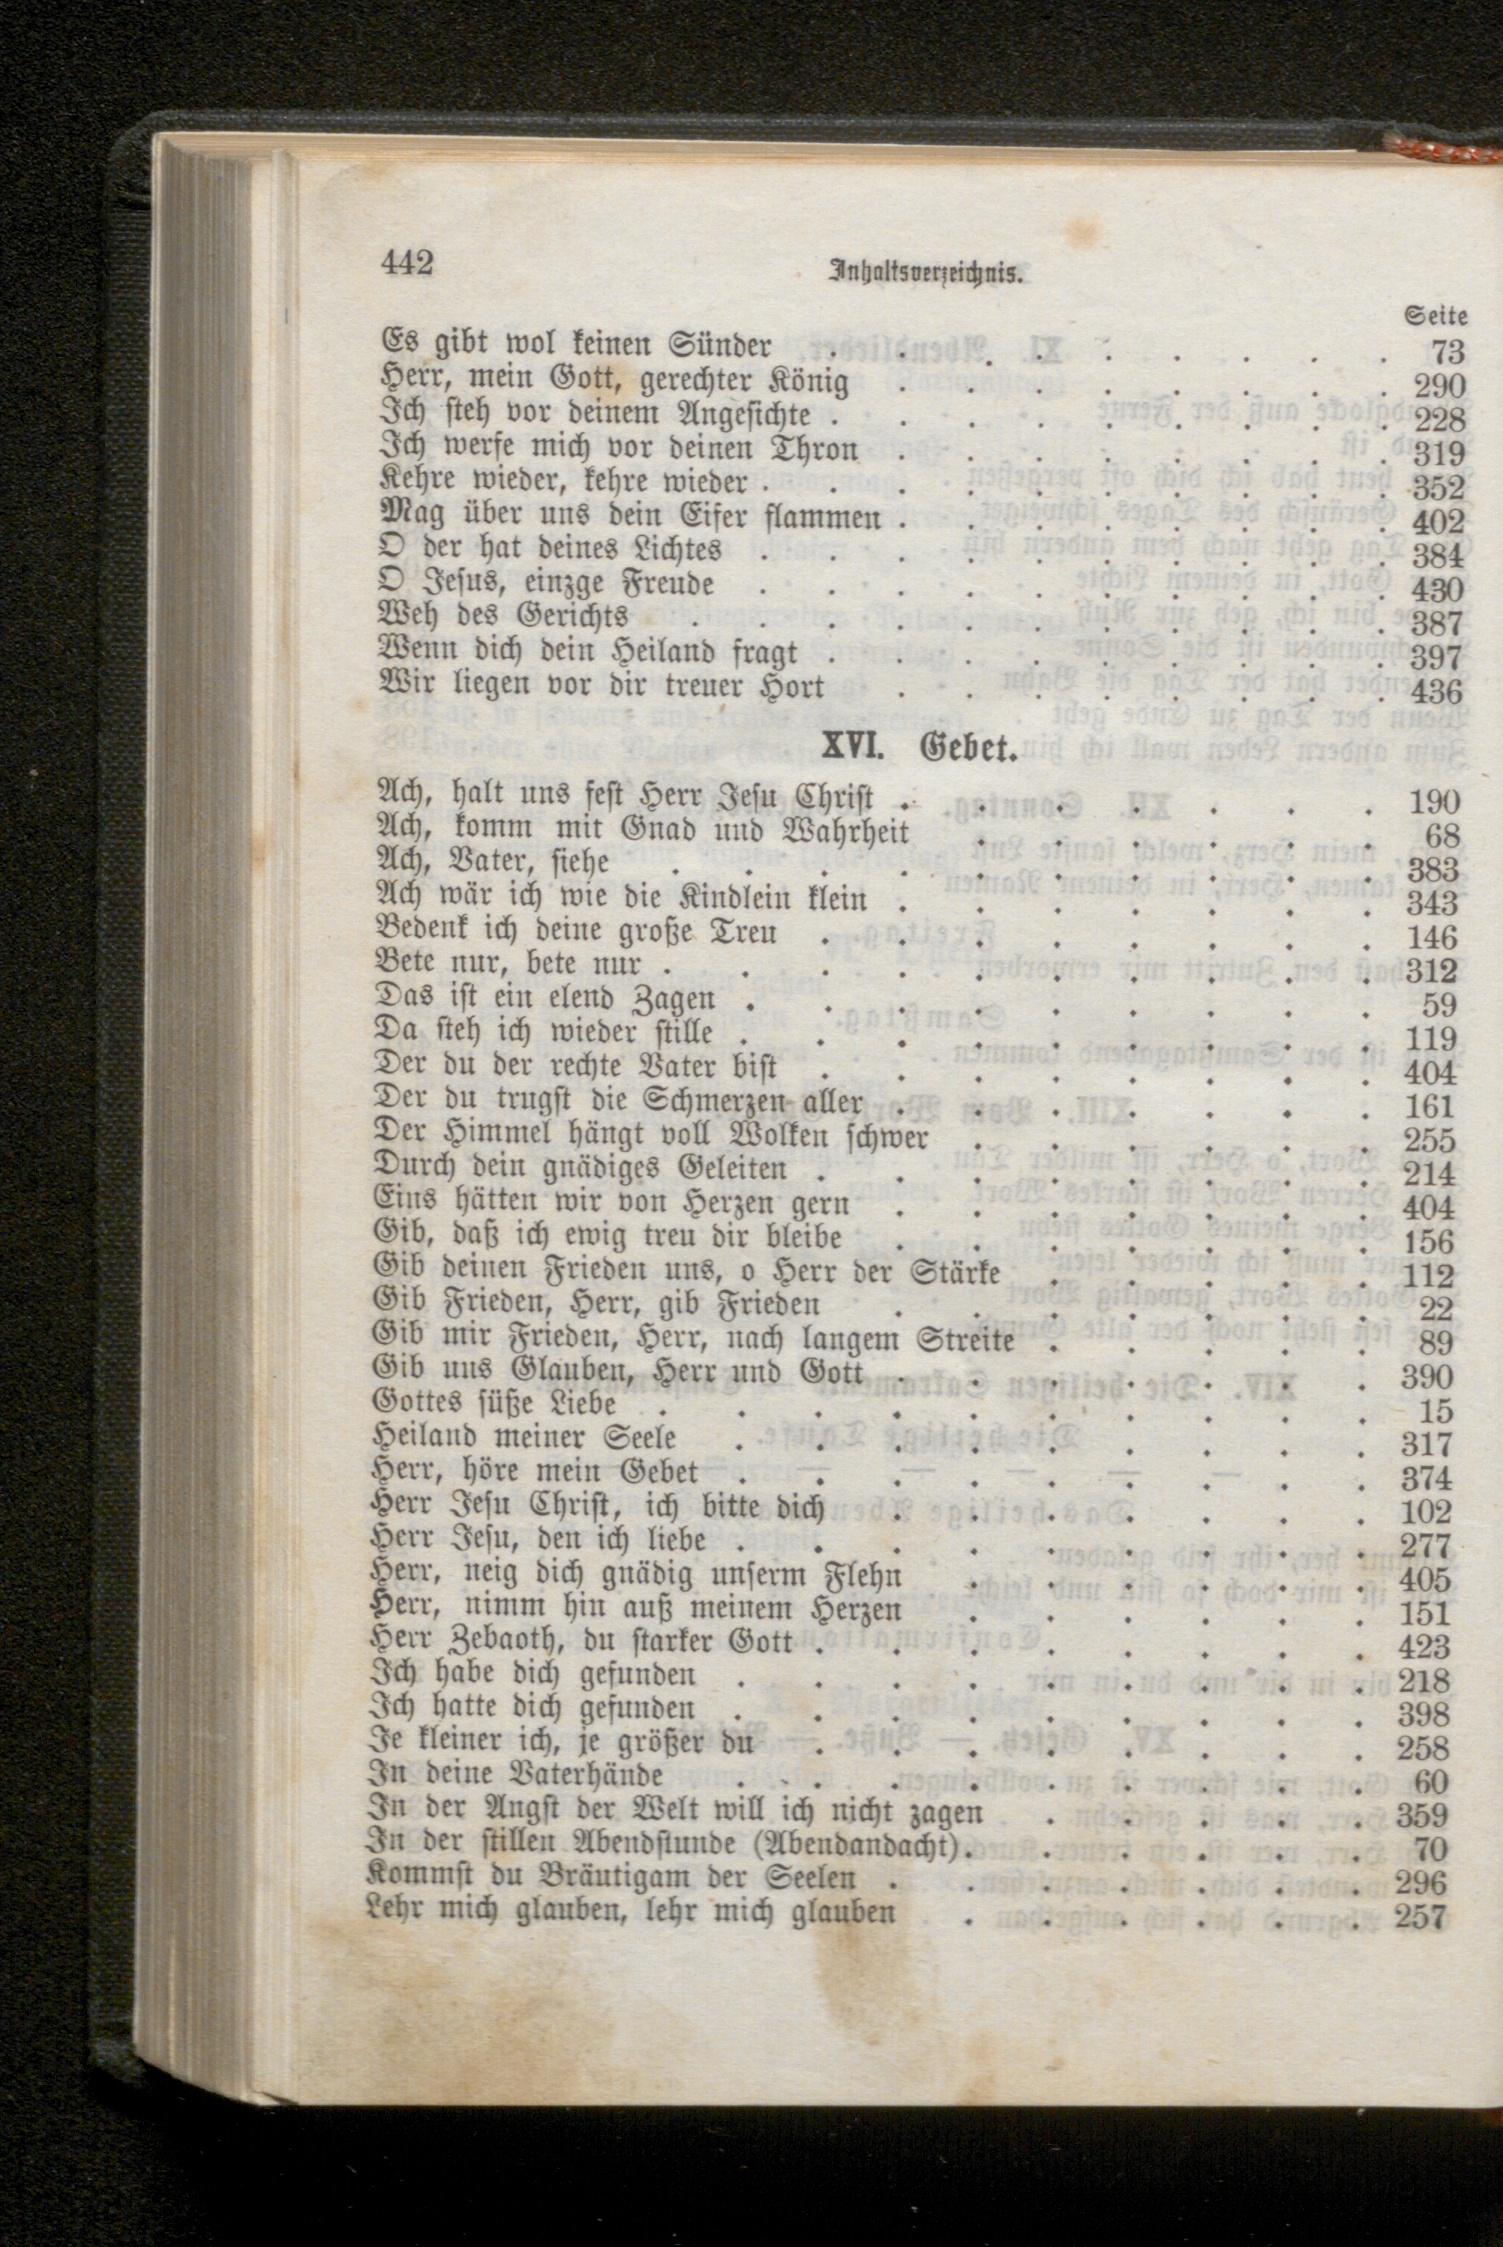 442
Inhaltsverzeichnis.
Seite
Es gibt wol keinen Sünder . . . . . . . . . 73
Herr, mein Gott, gerechter König . . . . . . . . 290
Ich steh vor deinem Angesichte . . . . . . . . . 228
Ich werfe mich vor deinen Thron . . . . . . . . 319
Kehre wieder, kehre wieder . . . . . . . . . . 352
Mag über uns dein Eifer flammen . . . . . . . . 402
O der hat deines Lichtes . . . . . . . . . . 384
O Jesus, einzge Freude . . . . . . . . . . 430
Weh des Gerichts . . . . . . . . . . . 387
Wenn dich dein Heiland fragt . . . . . . . . . 397
Wir liegen vor dir treuer Hort . . . . . . . . 436
XVI. Gebet.
Ach, halt uns fest Herr Jesu Christ . . . . . . . 190
Ach, komm mit Gnad und Wahrheit . . . . . . 68
Ach, Vater, siehe . . . . . . . . . . 383
Ach wär ich wie die Kindlein klein . . . . . . . 343
Bedenk ich deine große Treu . . . . . . . . 146
Bete nur, bete nur . . . . . . . . . . 312
Das ist ein elend Zagen . . . . . . . . . 59
Da steh ich wieder stille . . . . . . . . . 119
Der du der rechte Vater bist . . . . . . . . 404
Der du trugst die Schmerzen aller . . . . . . . 161
Der Himmel hängt voll Wolken schwer . . . . . . 255
Durch dein gnädiges Geleiten . . . . . . . . 214
Eins hätten wir von Herzen gern . . . . . . . 404
Gib, daß ich ewig treu dir bleibe . . . . . . . 156
Gib deinen Frieden uns, o Herr der Stärke . . . . . 112
Gib Frieden, Herr, gib Frieden . . . . . . . 22
Gib mir Frieden, Herr, nach langem Streite . . . . . 89
Gib uns Glauben, Herr und Gott . . . . . . . 390
Gottes süße Liebe . . . . . . . . . . 15
Heiland meiner Seele . . . . . . . . . 317
Herr, höre mein Gebet . . . . . . . . . 374
Herr Jesu Christ, ich bitte dich . . . . . . . 102
Herr Jesu, den ich liebe . . . . . . . . . 277
Herr, neig dich gnädig unserm Flehn . . . . . . 405
Herr, nimm hin auß meinem Herzen . . . . . . 151
Herr Zebaoth, du starker Gott . . . . . . . . 423
Ich habe dich gefunden . . . . . . . . . 218
Ich hatte dich gefunden . . . . . . . . . 398
Je kleiner ich, je größer du . . . . . . . . 258
In deine Vaterhände . . . . . . . . . 60
In der Angst der Welt will ich nicht zagen . . . . . 359
In der stillen Abendstunde (Abendandacht) . . . . . . 70
Kommst du Bräutigam der Seelen . . . . . . . 296
Lehr mich glauben, lehr mich glauben . . . . . . 257